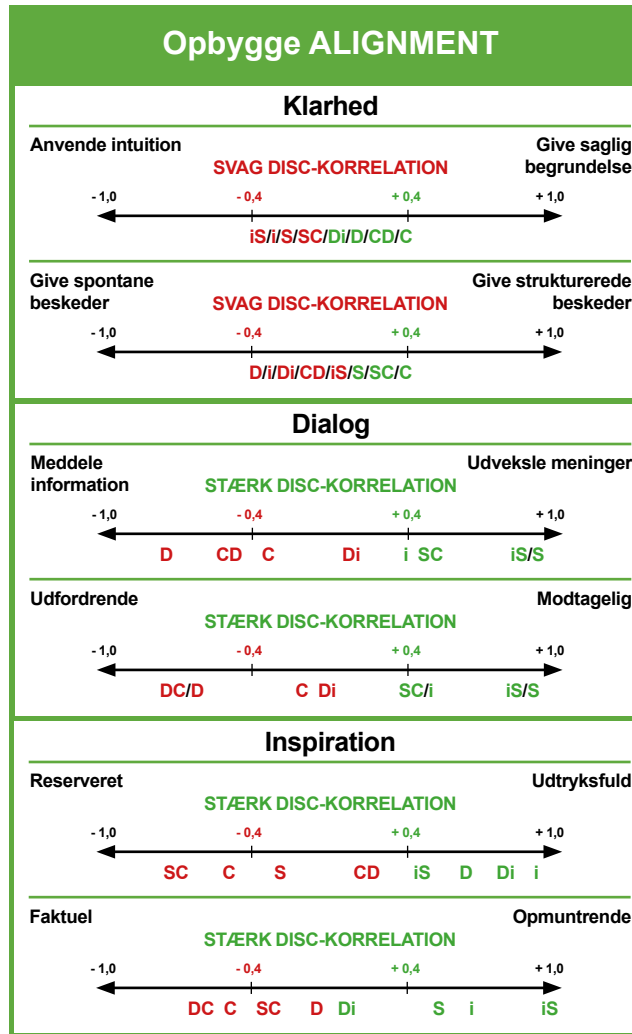 Opbygge ALIGNMENT
Klarhed
Anvende intuition
Give saglig
begrundelse
SVAG DISC-KORRELATION
- 1,0 - 0,4 + 0,4 + 1,0
iS/i/S/SC/Di/D/CD/C
Give spontane
beskeder
Give strukturerede
beskeder
SVAG DISC-KORRELATION
- 1,0 - 0,4 + 0,4 + 1,0
D/i/Di/CD/iS/S/SC/C
Dialog
Meddele
information
Udveksle meninger
STÆRK DISC-KORRELATION
- 1,0 - 0,4 + 0,4 + 1,0
D CD C Di i SC iS/S
Udfordrende
Modtagelig
STÆRK DISC-KORRELATION
- 1,0 - 0,4 + 0,4 + 1,0
DC/D C Di SC/i iS/S
Inspiration
Reserveret
Udtryksfuld
STÆRK DISC-KORRELATION
- 1,0 - 0,4 + 0,4 + 1,0
SC C S CD iS D Di i
Faktuel
Opmuntrende
STÆRK DISC-KORRELATION
- 1,0 - 0,4 + 0,4 + 1,0
DC C SC D Di S i iS